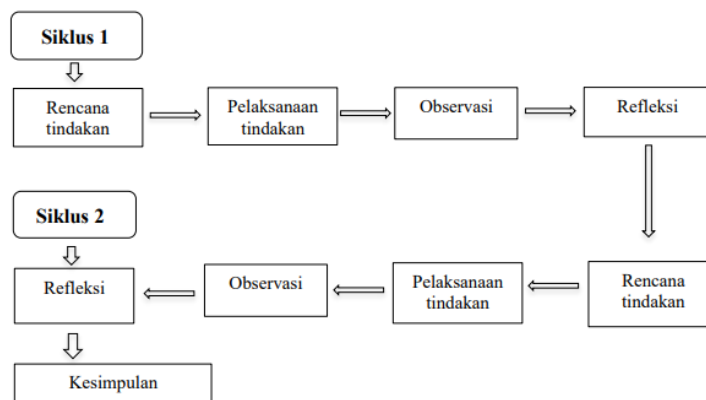 Siklus 1
Rencana
tindakan
Pelaksanaan
tindakan
Observasi
Refleksi
Siklus 2
Refleksi
Observasi
Pelaksanaan
tindakan
Rencana
tindakan
Kesimpulan